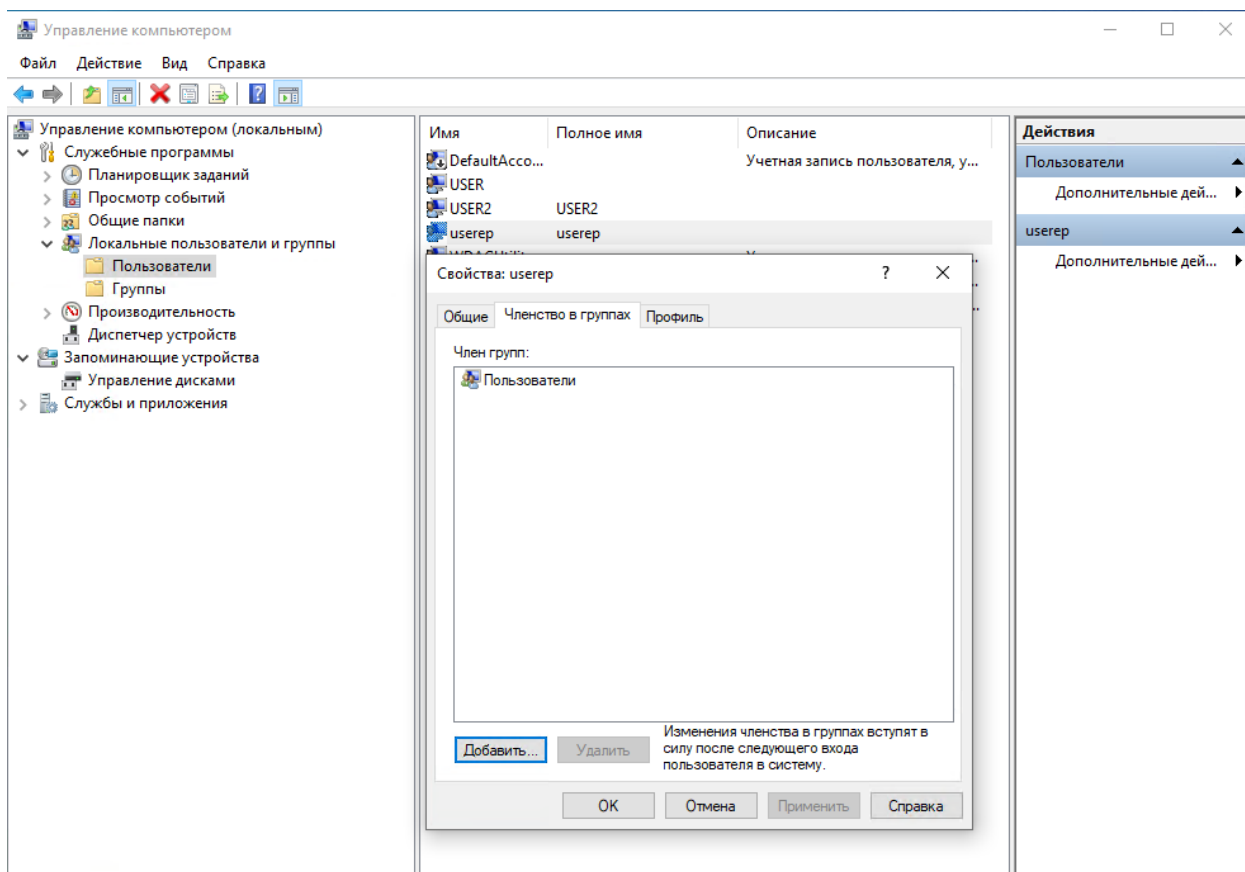 Управление компьютером
Файл Действие Вид Справка
Управление компьютером (локальным)
Служебные программы
Планировщик заданий
Просмотр событий
Общие папки
Локальные пользователи и группы
Пользователи
Группы
Производительность
Диспетчер устройств
Запоминающие устройства
Управление дисками
Службы и приложения
Имя Полное имя Описание
DefaultAcco... Учетная запись пользователя, у...
USER
USER2 USER2
userep userep
Свойства: userep
Общие Членство в группах Профиль
Член групп:
Пользователи
Добавить... Удалить
Изменения членства в группах вступят в
силу после следующего входа
пользователя в систему.
OK Отмена Применить Справка
Действия
Пользователи
Дополнительные дей...
userep
Дополнительные дей...